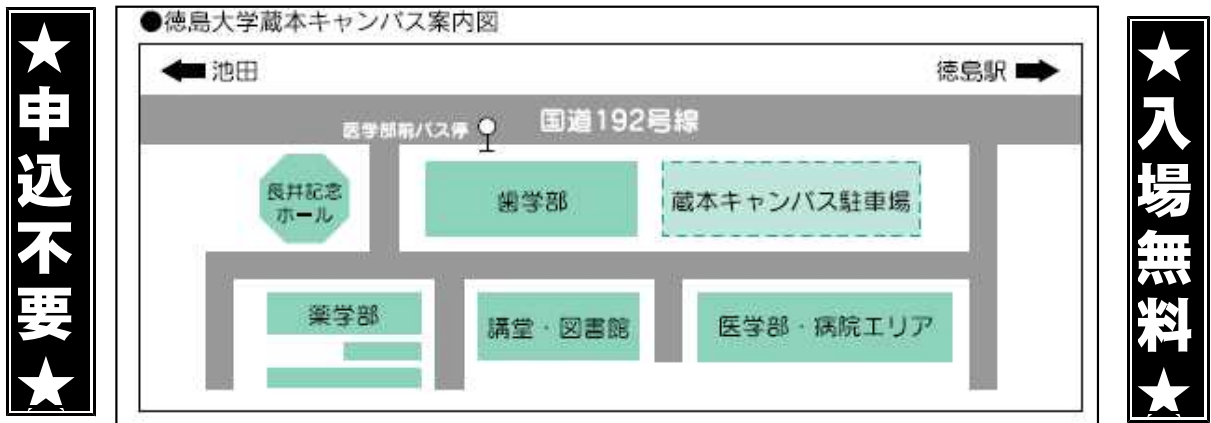 ★申込不要★
●徳島大学蔵本キャンパス案内図
池田
徳島駅
国道192号線
医学部前バス停
長井記念
ホール
歯学部
蔵本キャンパス駐車場
薬学部
講堂・図書館
医学部・病院エリア
★入場無料★